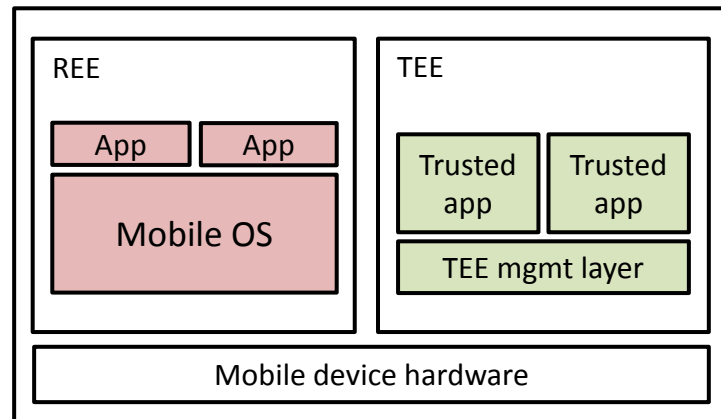 REE
App
App
Mobile OS
TEE
Trusted
app
Trusted
app
TEE mgmt layer
Mobile device hardware